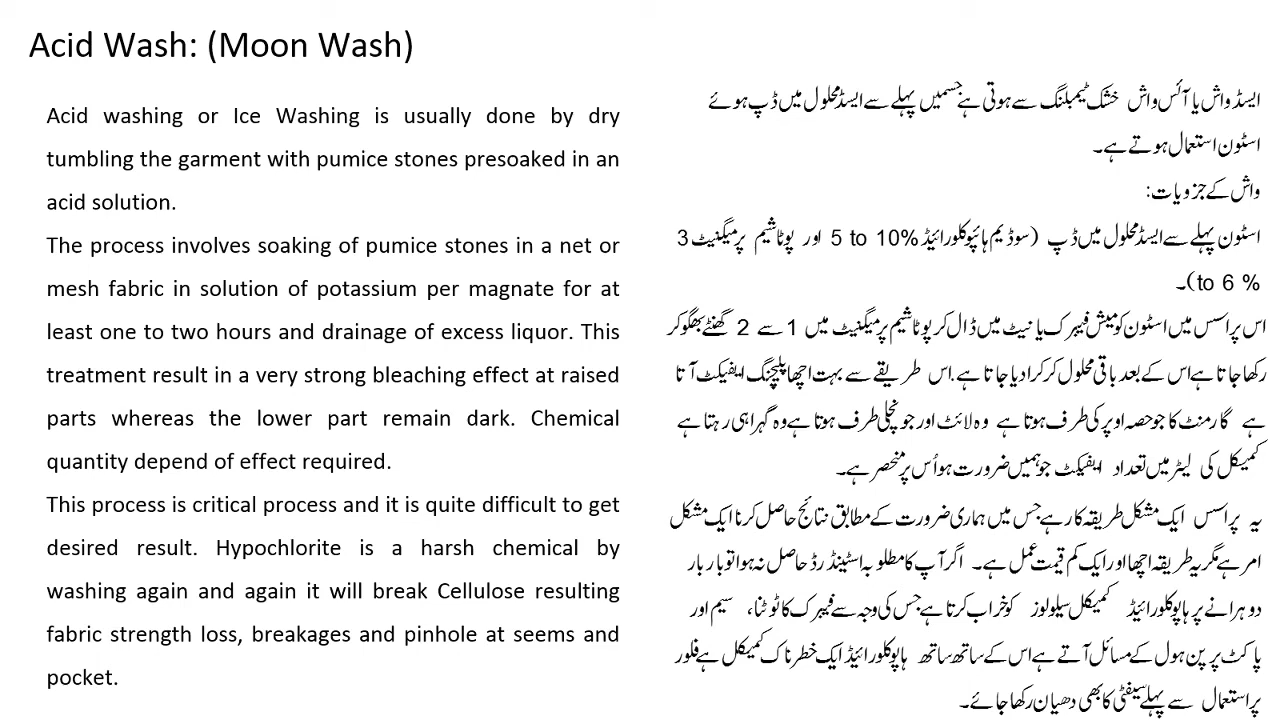 Acid Wash: (Moon Wash)
Acid washing or Ice Washing is usually done by dry
tumbling the garment with pumice stones presoaked in an
acid solution.
The process involves soaking of pumice stones in a net or
mesh fabric in solution of potassium per magnate for at
least one to two hours and drainage of excess liquor. This
treatment result in a very strong bleaching effect at raised
parts whereas the lower part remain dark. Chemical
quantity depend of effect required.
This process is critical process and it is quite difficult to get
desired result. Hypochlorite is a harsh chemical by
washing again and again it will break Cellulose resulting
fabric strength loss, breakages and pinhole at seems and
pocket.
ایسڈ واش یا آئس واش خشک ٹیمبلنگ سے ہوتی ہے جسمیں پہلے سے ایسڈ محلول میں ڈپ ہوئے
اسٹون استعمال ہوتے ہے۔
واش کے جزویات:
اسٹون پہلے سے ایسڈ محلول میں ڈپ (سوڈیم ہائپوکلورائیڈ 5 to 10% اور پوٹاشیم پرمیگنیٹ 3
to 6 %)۔
اس پراسس میں اسٹون کو میش فیبرک یا نیٹ میں ڈال کر پوٹاشیم پرمیگنیٹ میں 1 سے 2 گھنٹے بھگو کر
رکھا جاتا ہے اس کے بعد باقی محلول کر کرا دیا جاتا ہے. اس طریقے سے بہت اچھا بلیچنگ ایفیکٹ آتا
ہے گارمنٹ کا جو حصہ اوپر کی طرف ہوتا ہے وہ لائٹ اور جو نچلی طرف ہوتا ہے وہ گہرا ہی رہتا ہے
کمیکل کی لیٹر میں تعداد ایفیکٹ جو ہمیں ضرورت ہو اُس پر منحصر ہے۔
یہ پراسس ایک مشکل طریقہ کار ہے جس میں ہماری ضرورت کے مطابق نتائج حاصل کرنا ایک مشکل
امر ہے مگر یہ طریقہ اچھا اور ایک کم قیمت عمل ہے۔ اگر آپ کا مطلوبہ اسٹینڈرڈ حاصل نہ ہوا تو بار بار
دوہرانے پر ہاپوکلورائیڈ کمیکل سیلولوز کو خراب کرتا ہے جس کی وجہ سے فیبرک کا ٹوٹنا، سیم اور
پاکٹ پر پن ہول کے مسائل آتے ہے اس کے ساتھ ساتھ ہاپوکلورائیڈ ایک خطرناک کمیکل ہے فلور
پر استعمال سے پہلے سیفٹی کا بھی دھیان رکھا جائے۔